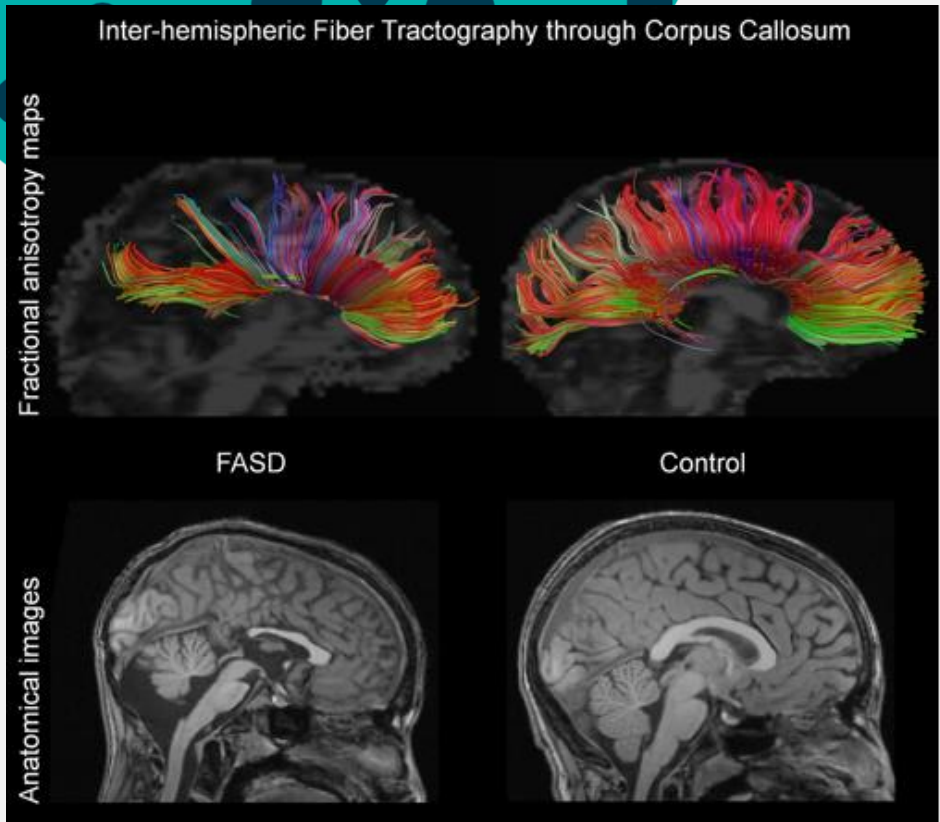 Inter-hemispheric Fiber Tractography through Corpus Callosum
Fractional anisotropy maps
FASD
Control
Anatomical images